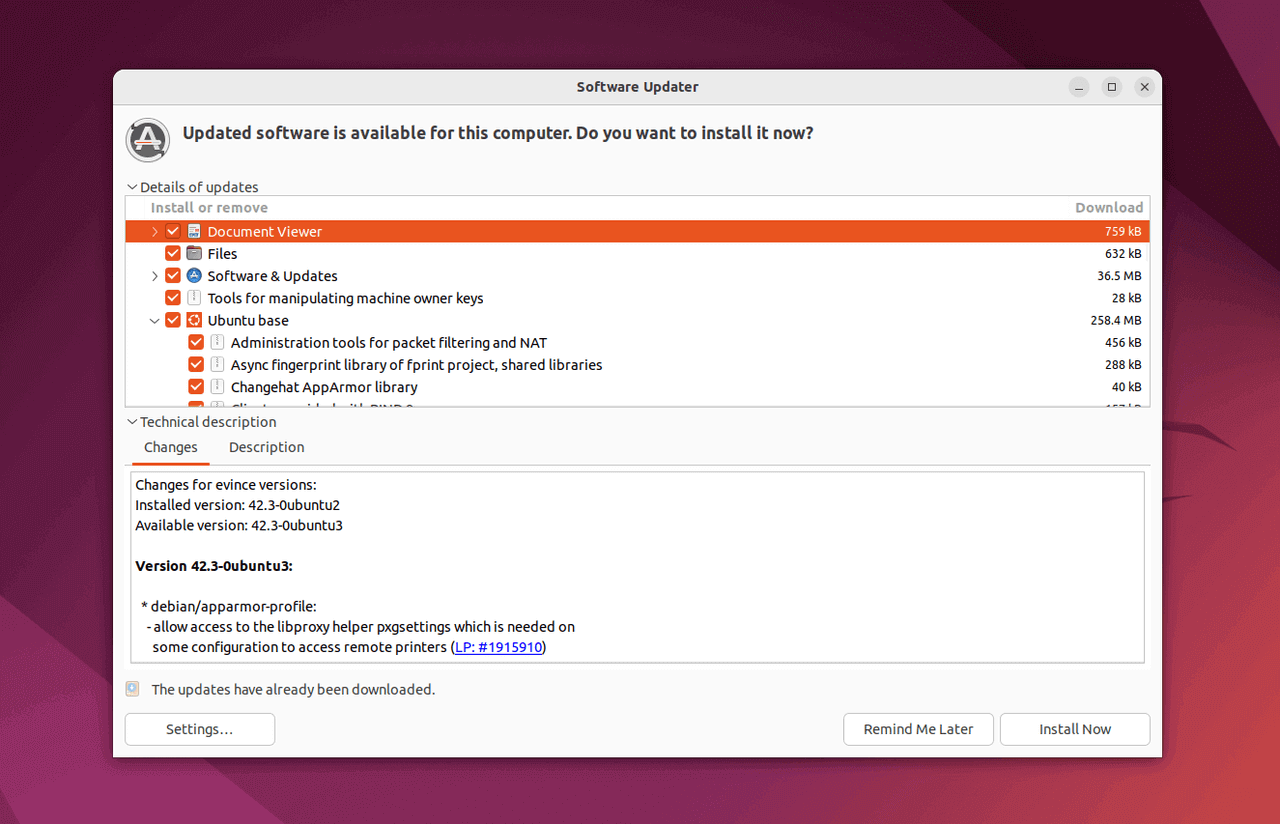 Software Updater
Updated software is available for this computer. Do you want to install it now?
Details of updates
Install or remove Download
Document Viewer 759 kB
Files 632 kB
Software & Updates 36.5 MB
Tools for manipulating machine owner keys 28 kB
Ubuntu base 258.4 MB
Administration tools for packet filtering and NAT 456 kB
Async fingerprint library of fprint project, shared libraries 288 kB
Changehat AppArmor library 40 kB
Technical description
Changes Description
Changes for evince versions:
Installed version: 42.3-0ubuntu2
Available version: 42.3-0ubuntu3
Version 42.3-0ubuntu3:
* debian/apparmor-profile:
- allow access to the libproxy helper pxgsettings which is needed on
some configuration to access remote printers (LP: #1915910)
The updates have already been downloaded.
Settings... Remind Me Later Install Now